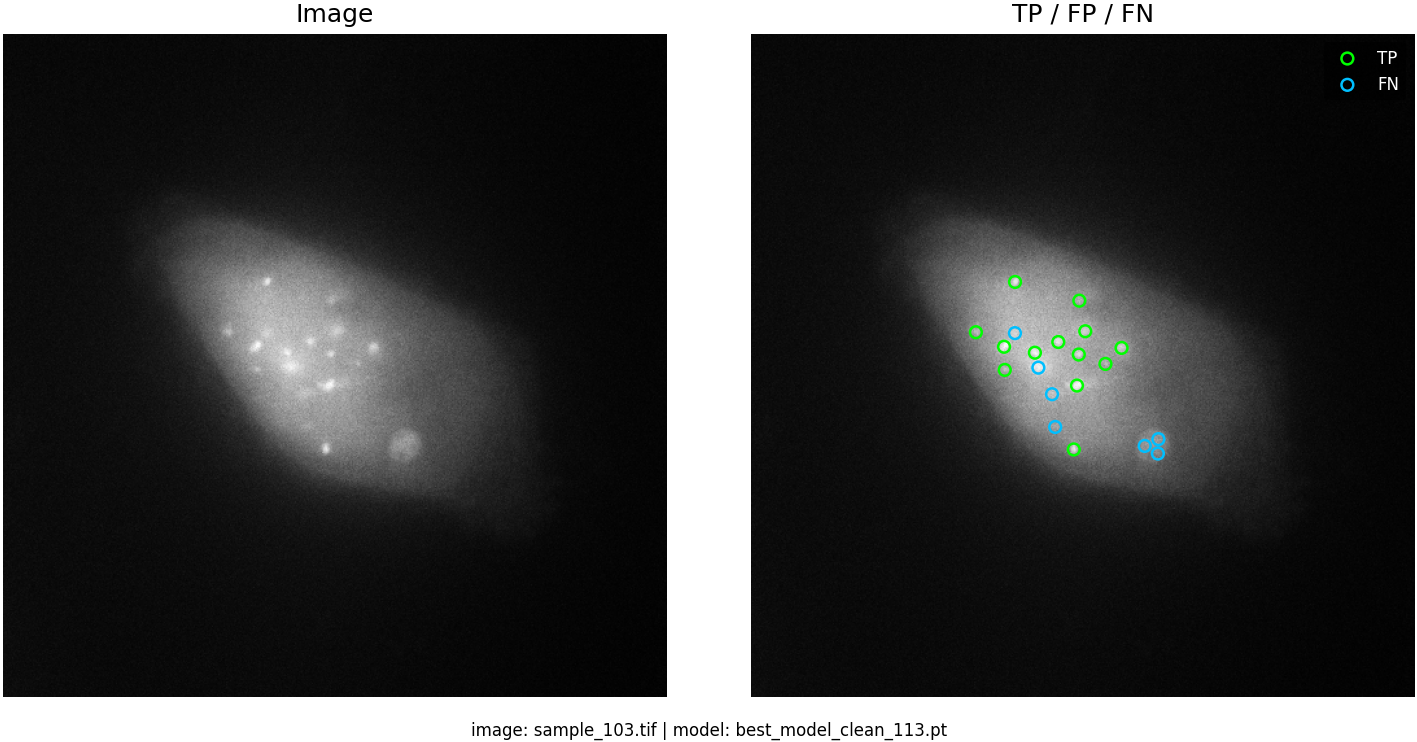 Image
TP / FP / FN
TP
FN
image: sample_103.tif | model: best_model_clean_113.pt